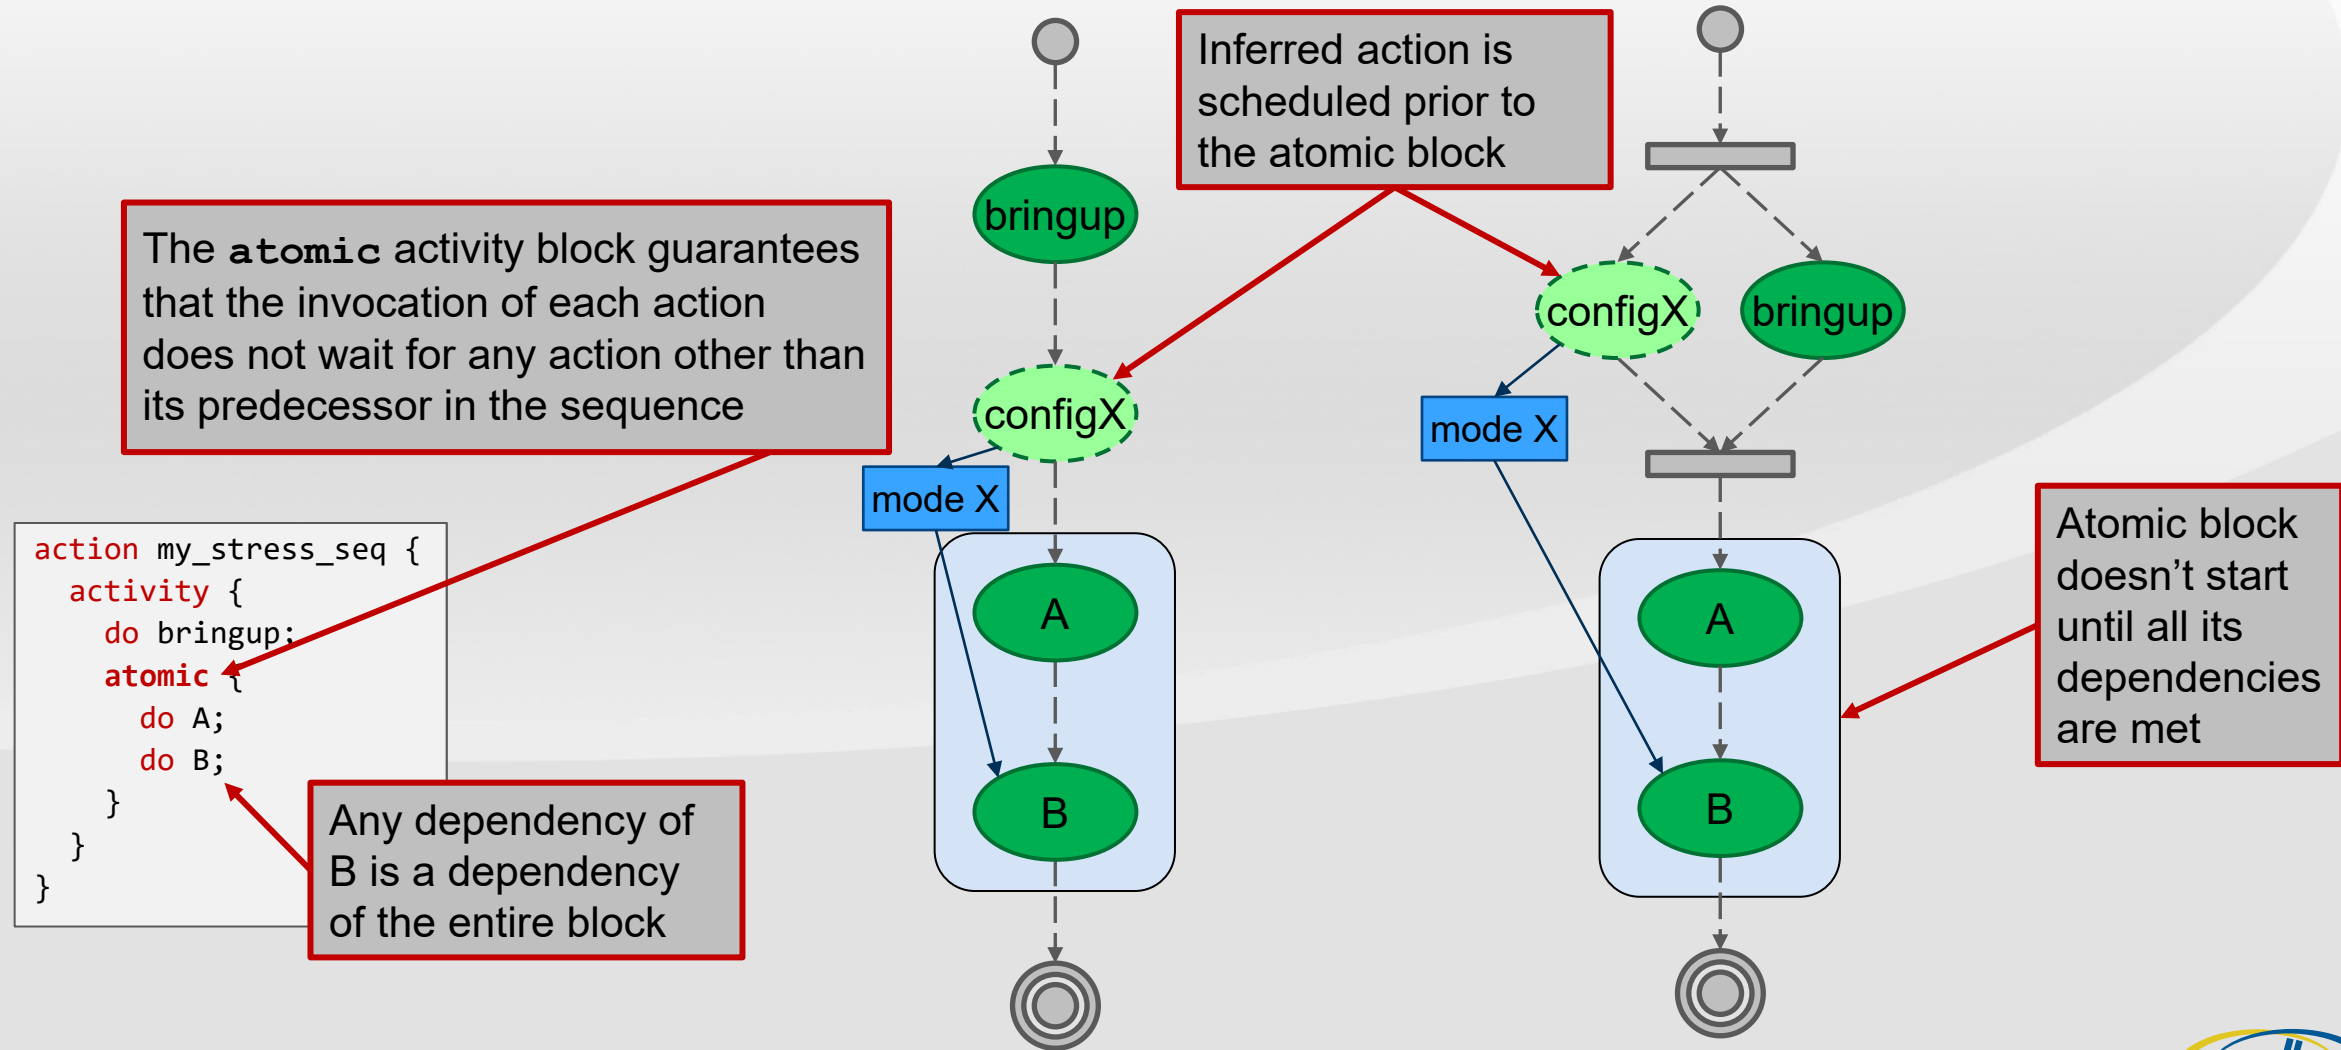 Inferred action is
scheduled prior to
the atomic block
bringup
The atomic activity block guarantees
that the invocation of each action
does not wait for any action other than
its predecessor in the sequence
configX
bringup
configX
mode X
mode X
action my_stress_seq {
activity {
do bringup;
atomic {
do A;
do B;
}
}
}
Any dependency of
B is a dependency
of the entire block
A
B
A
B
Atomic block
doesn’t start
until all its
dependencies
are met